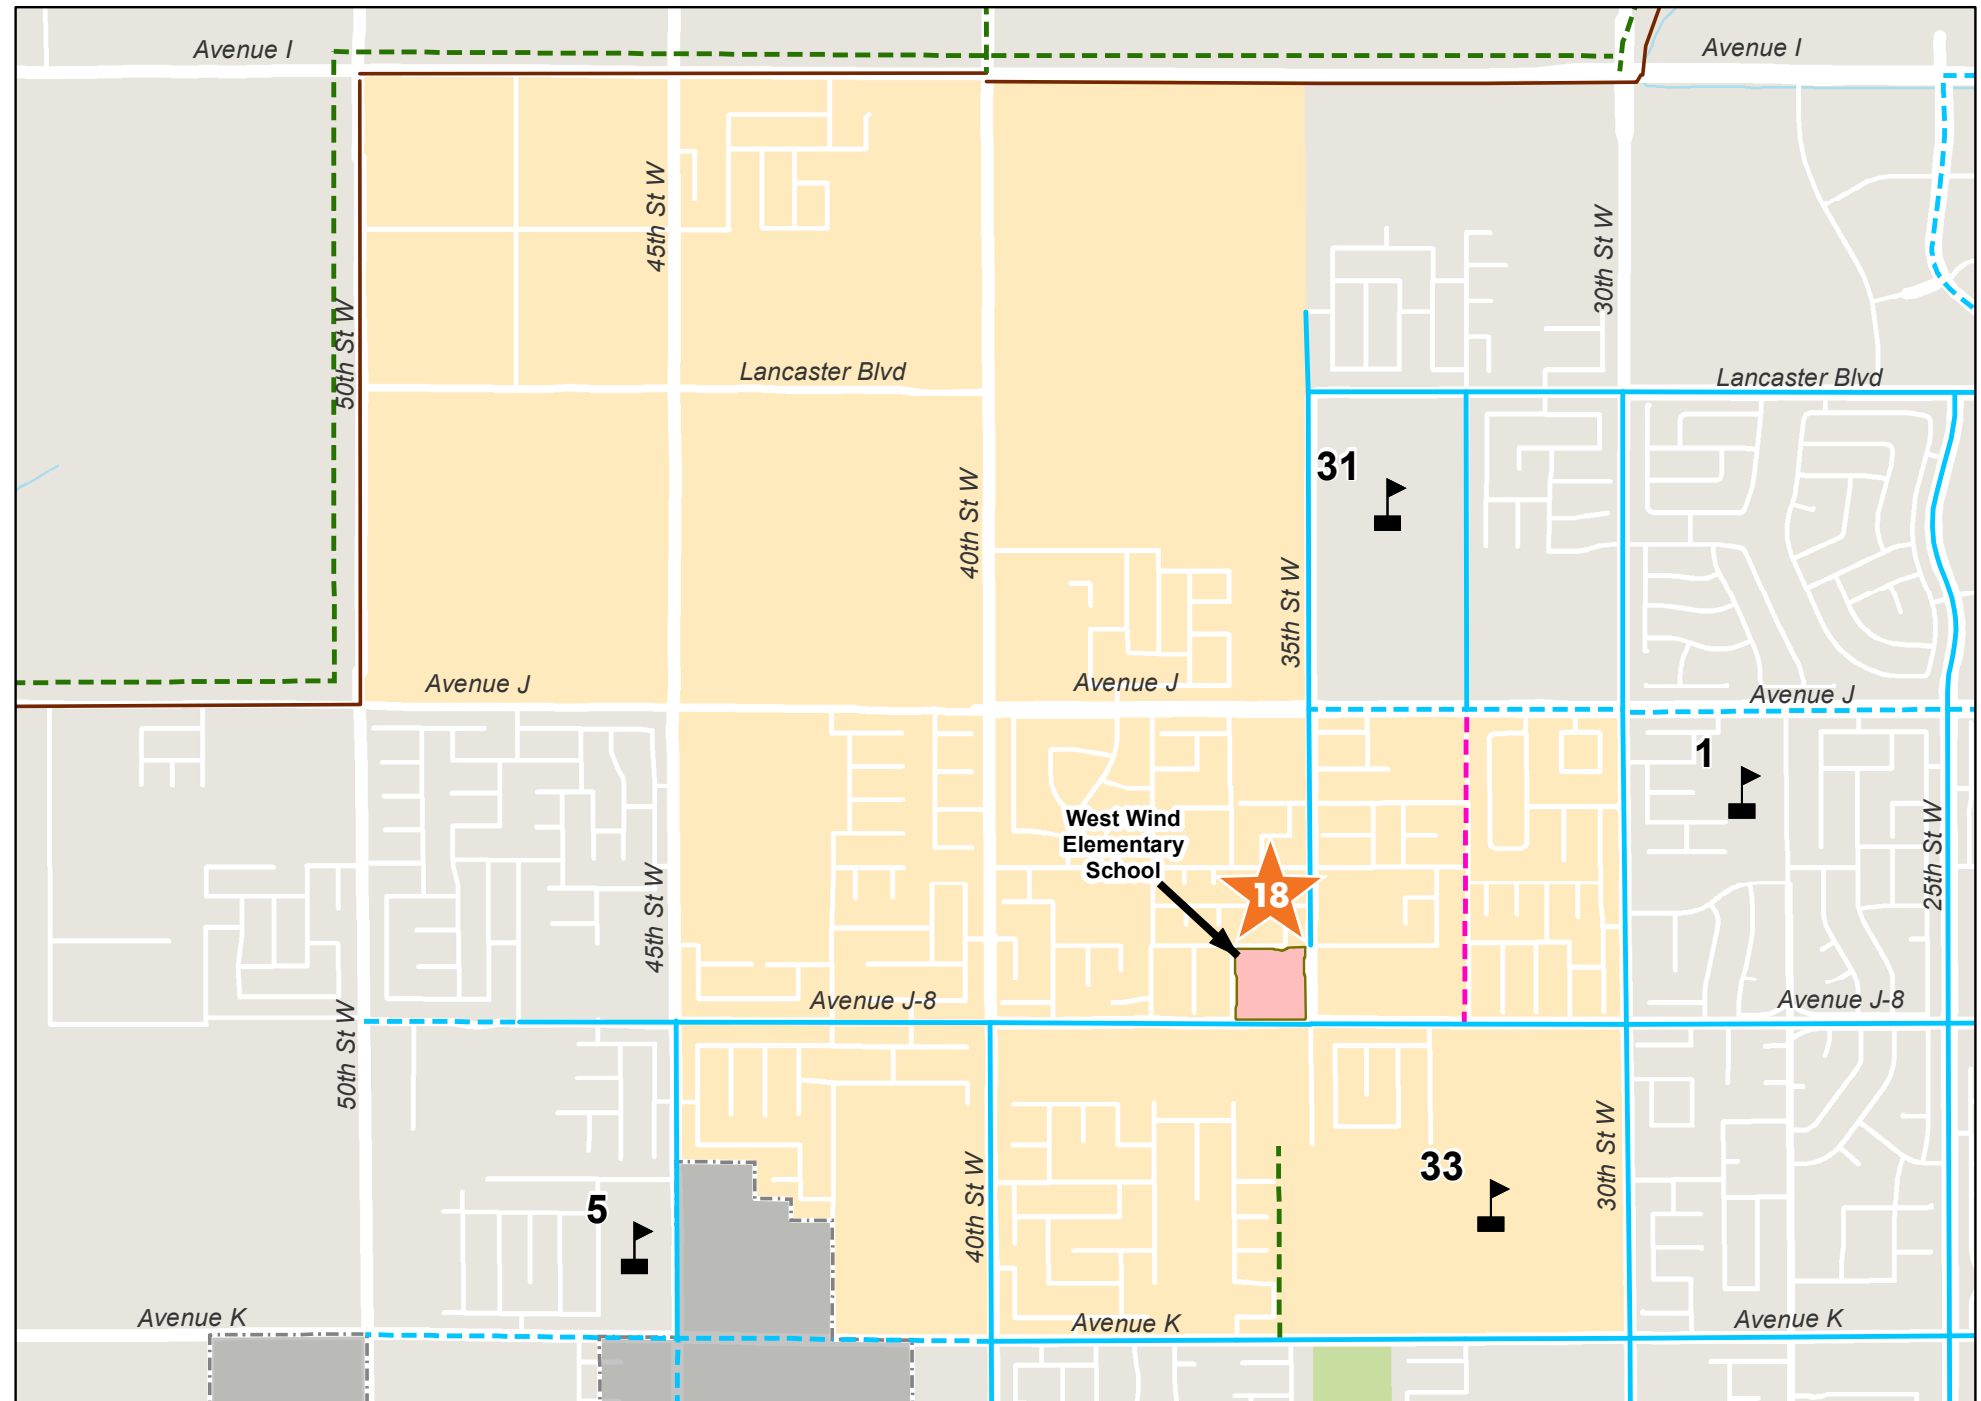 Avenue I
Avenue I
45th St W
30th St W
50th St W
Lancaster Blvd
Lancaster Blvd
31
40th St W
35th St W
Avenue J
Avenue J
Avenue J
1
West Wind
Elementary
School
18
25th St W
45th St W
Avenue J-8
Avenue J-8
50th St W
30th St W
33
40th St W
5
Avenue K
Avenue K
Avenue K